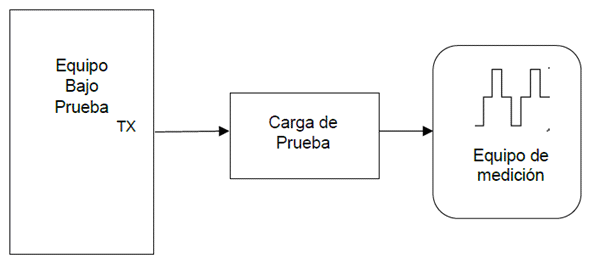 Equipo
Bajo
Prueba
TX
Carga de
Prueba
Equipo de
medición